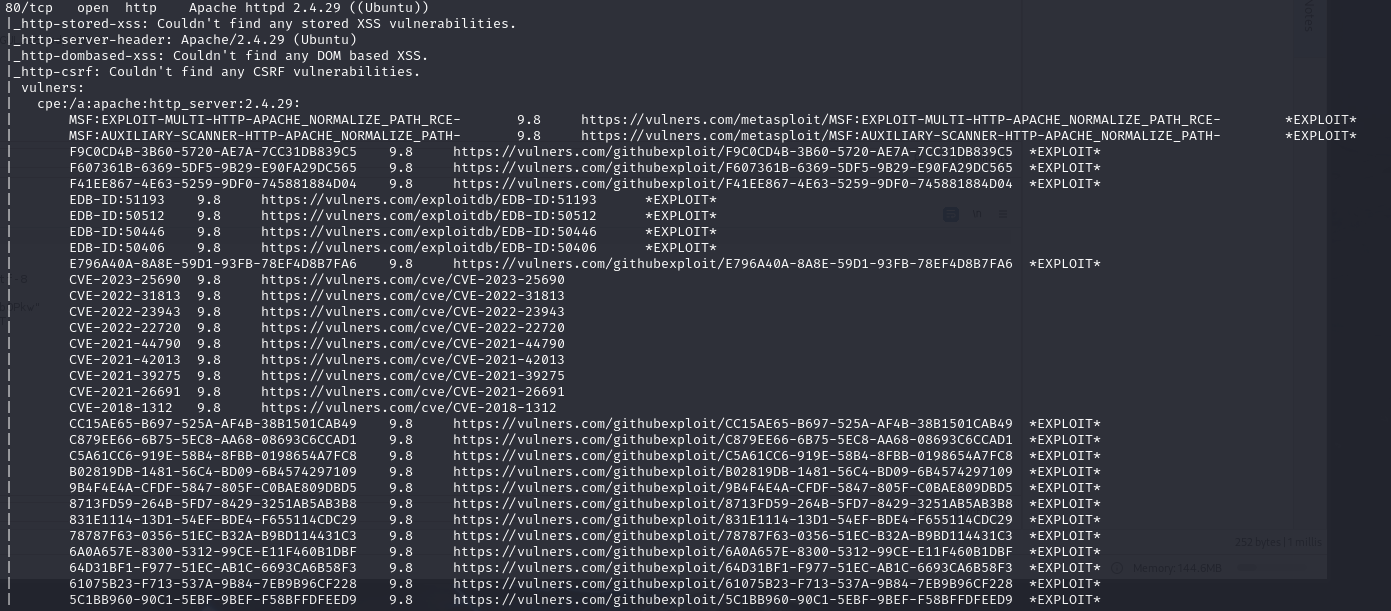 80/tcp   open  http    Apache httpd 2.4.29 ((Ubuntu))
|_http-stored-xss: Couldn't find any stored XSS vulnerabilities.
|_http-server-header: Apache/2.4.29 (Ubuntu)
|_http-dombased-xss: Couldn't find any DOM based XSS.
|_http-csrf: Couldn't find any CSRF vulnerabilities.
| vulners:
|   cpe:/a:apache:http_server:2.4.29:
|       MSF:EXPLOIT-MULTI-HTTP-APACHE_NORMALIZE_PATH_RCE-       9.8     https://vulners.com/metasploit/MSF:EXPLOIT-MULTI-HTTP-APACHE_NORMALIZE_PATH_RCE-        *EXPLOIT*
|       MSF:AUXILIARY-SCANNER-HTTP-APACHE_NORMALIZE_PATH-       9.8     https://vulners.com/metasploit/MSF:AUXILIARY-SCANNER-HTTP-APACHE_NORMALIZE_PATH-        *EXPLOIT*
|       F9C0CD4B-3B60-5720-AE7A-7CC31DB839C5    9.8     https://vulners.com/githubexploit/F9C0CD4B-3B60-5720-AE7A-7CC31DB839C5  *EXPLOIT*
|       F607361B-6369-5DF5-9B29-E90FA29DC565    9.8     https://vulners.com/githubexploit/F607361B-6369-5DF5-9B29-E90FA29DC565  *EXPLOIT*
|       F41EE867-4E63-5259-9DF0-745881884D04    9.8     https://vulners.com/githubexploit/F41EE867-4E63-5259-9DF0-745881884D04  *EXPLOIT*
|       EDB-ID:51193    9.8     https://vulners.com/exploitdb/EDB-ID:51193      *EXPLOIT*
|       EDB-ID:50512    9.8     https://vulners.com/exploitdb/EDB-ID:50512      *EXPLOIT*
|       EDB-ID:50446    9.8     https://vulners.com/exploitdb/EDB-ID:50446      *EXPLOIT*
|       EDB-ID:50406    9.8     https://vulners.com/exploitdb/EDB-ID:50406      *EXPLOIT*
|       E796A40A-8A8E-59D1-93FB-78EF4D8B7FA6    9.8     https://vulners.com/githubexploit/E796A40A-8A8E-59D1-93FB-78EF4D8B7FA6  *EXPLOIT*
|       CVE-2023-25690  9.8     https://vulners.com/cve/CVE-2023-25690
|       CVE-2022-31813  9.8     https://vulners.com/cve/CVE-2022-31813
|       CVE-2022-23943  9.8     https://vulners.com/cve/CVE-2022-23943
|       CVE-2022-22720  9.8     https://vulners.com/cve/CVE-2022-22720
|       CVE-2021-44790  9.8     https://vulners.com/cve/CVE-2021-44790
|       CVE-2021-42013  9.8     https://vulners.com/cve/CVE-2021-42013
|       CVE-2021-39275  9.8     https://vulners.com/cve/CVE-2021-39275
|       CVE-2021-26691  9.8     https://vulners.com/cve/CVE-2021-26691
|       CVE-2018-1312   9.8     https://vulners.com/cve/CVE-2018-1312
|       CC15AE65-B697-525A-AF4B-38B1501CAB49    9.8     https://vulners.com/githubexploit/CC15AE65-B697-525A-AF4B-38B1501CAB49  *EXPLOIT*
|       C879EE66-6B75-5EC8-AA68-08693C6CCAD1    9.8     https://vulners.com/githubexploit/C879EE66-6B75-5EC8-AA68-08693C6CCAD1  *EXPLOIT*
|       C5A61CC6-919E-58B4-8FBB-0198654A7FC8    9.8     https://vulners.com/githubexploit/C5A61CC6-919E-58B4-8FBB-0198654A7FC8  *EXPLOIT*
|       B02819DB-1481-56C4-BD09-6B4574297109    9.8     https://vulners.com/githubexploit/B02819DB-1481-56C4-BD09-6B4574297109  *EXPLOIT*
|       9B4F4E4A-CFDF-5847-805F-C0BAE809DBD5    9.8     https://vulners.com/githubexploit/9B4F4E4A-CFDF-5847-805F-C0BAE809DBD5  *EXPLOIT*
|       8713FD59-264B-5FD7-8429-3251AB5AB3B8    9.8     https://vulners.com/githubexploit/8713FD59-264B-5FD7-8429-3251AB5AB3B8  *EXPLOIT*
|       831E1114-13D1-54EF-BDE4-F655114CDC29    9.8     https://vulners.com/githubexploit/831E1114-13D1-54EF-BDE4-F655114CDC29  *EXPLOIT*
|       78787F63-0356-51EC-B32A-B9BD114431C3    9.8     https://vulners.com/githubexploit/78787F63-0356-51EC-B32A-B9BD114431C3  *EXPLOIT*
|       6A0A657E-8300-5312-99CE-E11F460B1DBF    9.8     https://vulners.com/githubexploit/6A0A657E-8300-5312-99CE-E11F460B1DBF  *EXPLOIT*
|       64D31BF1-F977-51EC-AB1C-6693CA6B58F3    9.8     https://vulners.com/githubexploit/64D31BF1-F977-51EC-AB1C-6693CA6B58F3  *EXPLOIT*
|       61075B23-F713-537A-9B84-7EB9B96CF228    9.8     https://vulners.com/githubexploit/61075B23-F713-537A-9B84-7EB9B96CF228  *EXPLOIT*
|       5C1BB960-90C1-5EBF-9BEF-F58BFFDFEED9    9.8     https://vulners.com/githubexploit/5C1BB960-90C1-5EBF-9BEF-F58BFFDFEED9  *EXPLOIT*
Memory: 144.6MB